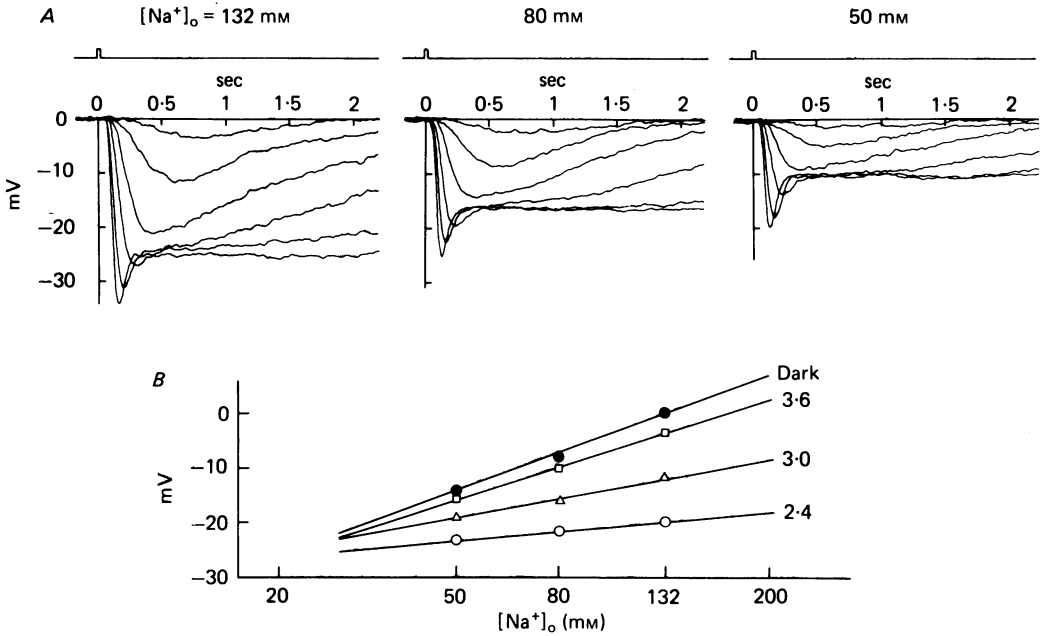 A
[Na⁺]ₒ = 132 mM
80 mM
50 mM
sec
0 0·5 1 1·5 2
sec
0 0·5 1 1·5 2
sec
0 0·5 1 1·5 2
0
−10
−20
−30
mV
B
0
−10
−20
−30
mV
Dark
3·6
3·0
2·4
20 50 80 132 200
[Na⁺]ₒ (mM)